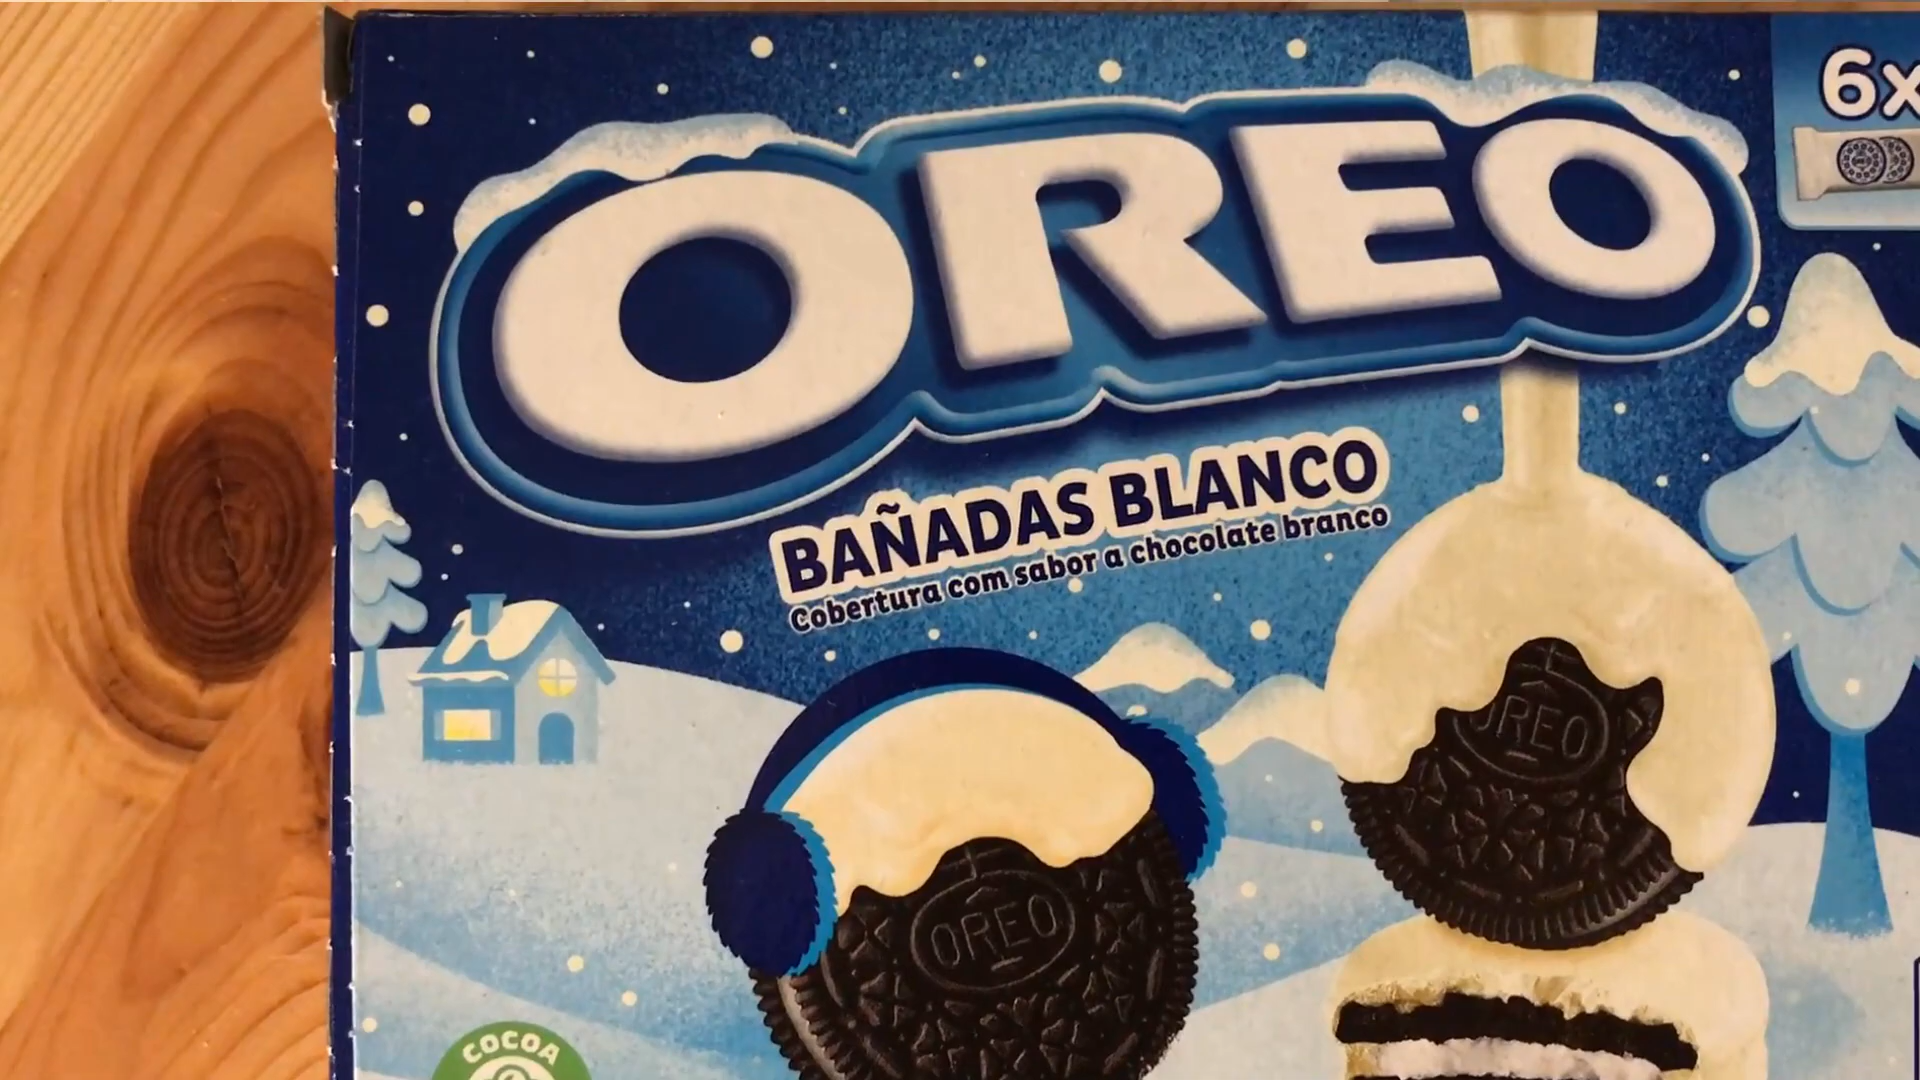 OREO
6x
BAÑADAS BLANCO
Cobertura com sabor a chocolate branco
OREO
OREO
COCOA